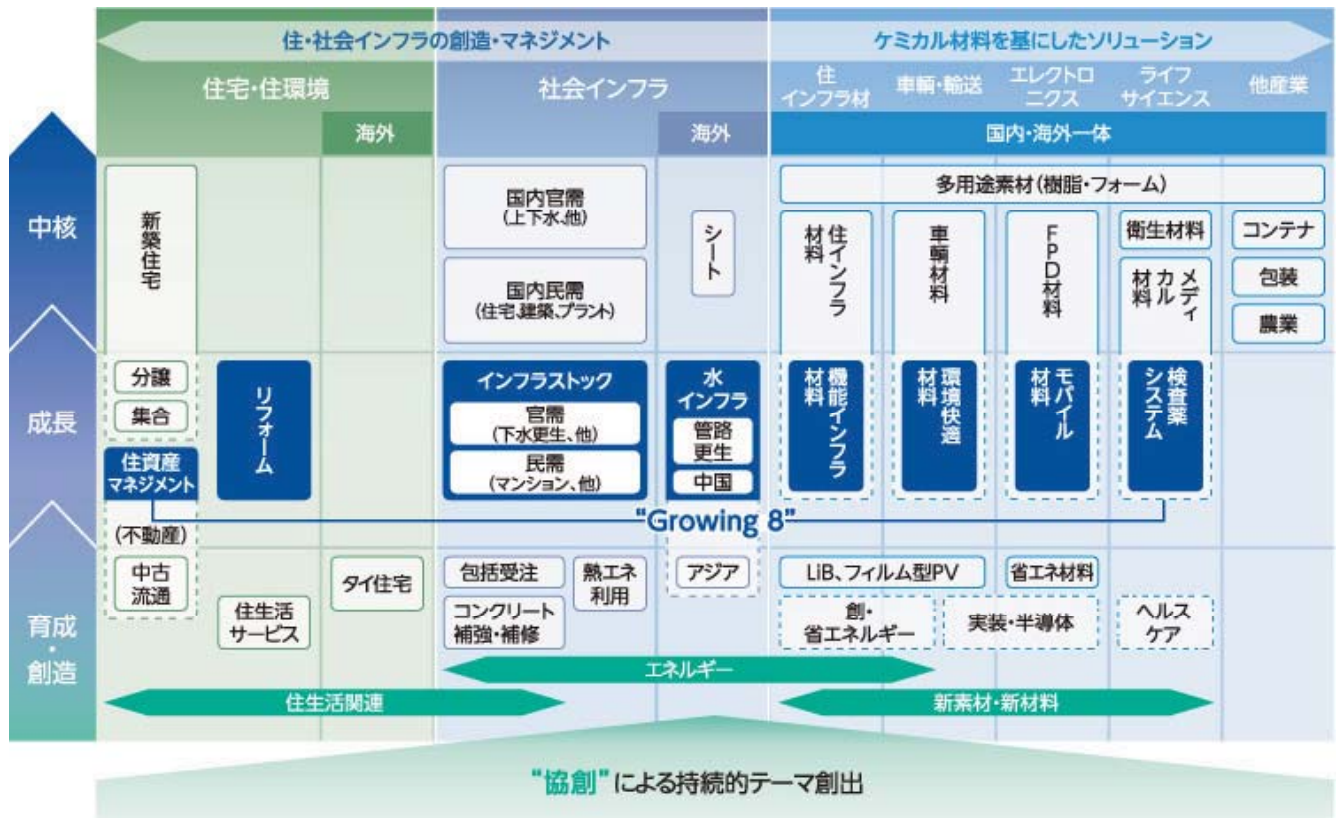 住・社会インフラの創造・マネジメント
ケミカル材料を基にしたソリューション
住宅・住環境
海外
社会インフラ
海外
住
インフラ材
車輌・輸送
エレクトロ
ニクス
ライフ
サイエンス
他産業
国内・海外一体
中核
新築住宅
国内官需
(上下水、他)
国内民需
(住宅、建築、プラント)
シート
多用途素材(樹脂・フォーム)
住インフラ
材料
車輌材料
FPD材料
衛生材料
メディ
カル
材料
コンテナ
包装
農業
成長
分譲
集合
住資産
マネジメント
(不動産)
リフォーム
インフラストック
官需
(下水更生、他)
民需
(マンション、他)
水
インフラ
管路
更生
中国
機能インフラ
材料
環境快適
材料
モバイル
材料
検査薬
システム
"Growing 8"
育成
・
創造
中古
流通
住生活
サービス
タイ住宅
包括受注
コンクリート
補強・補修
熱エネ
利用
アジア
LiB、フィルム型PV
省エネ材料
創・
省エネルギー
実装・半導体
ヘルス
ケア
エネルギー
住生活関連
新素材・新材料
"協創"による持続的テーマ創出